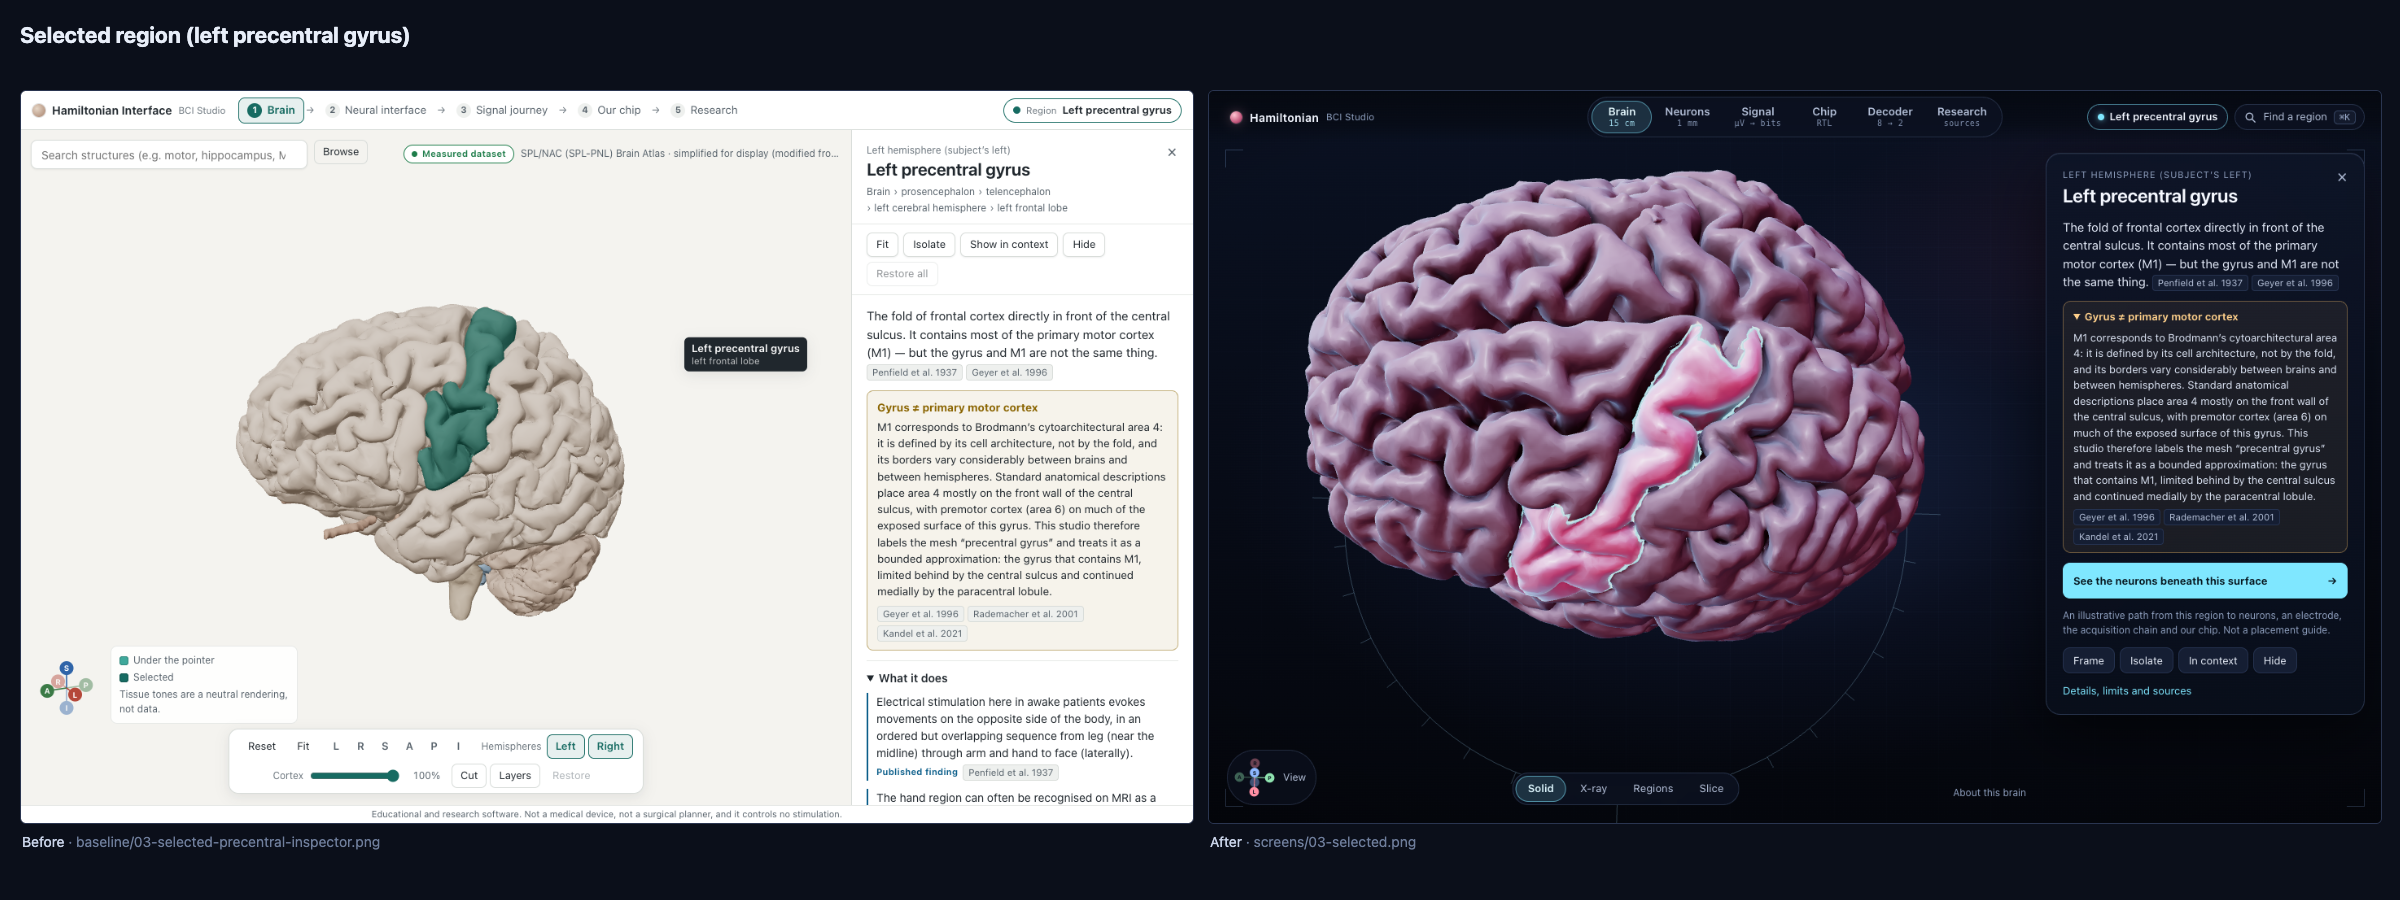 Selected region (left precentral gyrus)
Hamiltonian Interface BCI Studio 1 Brain → 2 Neural interface → 3 Signal journey → 4 Our chip → 5 Research Region Left precentral gyrus
Search structures (e.g. motor, hippocampus, M Browse Measured dataset SPL/NAC (SPL-PNL) Brain Atlas · simplified for display (modified fro...
Left hemisphere (subject's left) ×
Left precentral gyrus
Brain › prosencephalon › telencephalon
› left cerebral hemisphere › left frontal lobe
Fit Isolate Show in context Hide
Restore all
The fold of frontal cortex directly in front of the central
sulcus. It contains most of the primary motor cortex
(M1) — but the gyrus and M1 are not the same thing.
Penfield et al. 1937 Geyer et al. 1996
Left precentral gyrus
left frontal lobe
Gyrus ≠ primary motor cortex
M1 corresponds to Brodmann's cytoarchitectural area 4:
it is defined by its cell architecture, not by the fold, and
its borders vary considerably between brains and
between hemispheres. Standard anatomical descriptions
place area 4 mostly on the front wall of the central
sulcus, with premotor cortex (area 6) on much of the
exposed surface of this gyrus. This studio therefore
labels the mesh “precentral gyrus” and treats it as a
bounded approximation: the gyrus that contains M1,
limited behind by the central sulcus and continued
medially by the paracentral lobule.
Geyer et al. 1996 Rademacher et al. 2001
Kandel et al. 2021
▼ What it does
Electrical stimulation here in awake patients evokes
movements on the opposite side of the body, in an
ordered but overlapping sequence from leg (near the
midline) through arm and hand to face (laterally).
Published finding Penfield et al. 1937
The hand region can often be recognised on MRI as a
S
R P
A L
I
Under the pointer
Selected
Tissue tones are a neutral rendering,
not data.
Reset Fit L R S A P I Hemispheres Left Right
Cortex 100% Cut Layers Restore
Educational and research software. Not a medical device, not a surgical planner, and it controls no stimulation.
Before · baseline/03-selected-precentral-inspector.png
Hamiltonian BCI Studio
Brain Neurons Signal Chip Decoder Research
15 cm 1 mm µV → bits RTL 8 → 2 sources
Left precentral gyrus Find a region ⌘K
LEFT HEMISPHERE (SUBJECT'S LEFT) ×
Left precentral gyrus
The fold of frontal cortex directly in front of the
central sulcus. It contains most of the primary
motor cortex (M1) — but the gyrus and M1 are not
the same thing. Penfield et al. 1937 Geyer et al. 1996
▼ Gyrus ≠ primary motor cortex
M1 corresponds to Brodmann's cytoarchitectural area
4: it is defined by its cell architecture, not by the fold,
and its borders vary considerably between brains and
between hemispheres. Standard anatomical
descriptions place area 4 mostly on the front wall of
the central sulcus, with premotor cortex (area 6) on
much of the exposed surface of this gyrus. This
studio therefore labels the mesh “precentral gyrus”
and treats it as a bounded approximation: the gyrus
that contains M1, limited behind by the central sulcus
and continued medially by the paracentral lobule.
Geyer et al. 1996 Rademacher et al. 2001
Kandel et al. 2021
See the neurons beneath this surface →
An illustrative path from this region to neurons, an electrode,
the acquisition chain and our chip. Not a placement guide.
Frame Isolate In context Hide
Details, limits and sources
View
Solid X-ray Regions Slice
About this brain
After · screens/03-selected.png